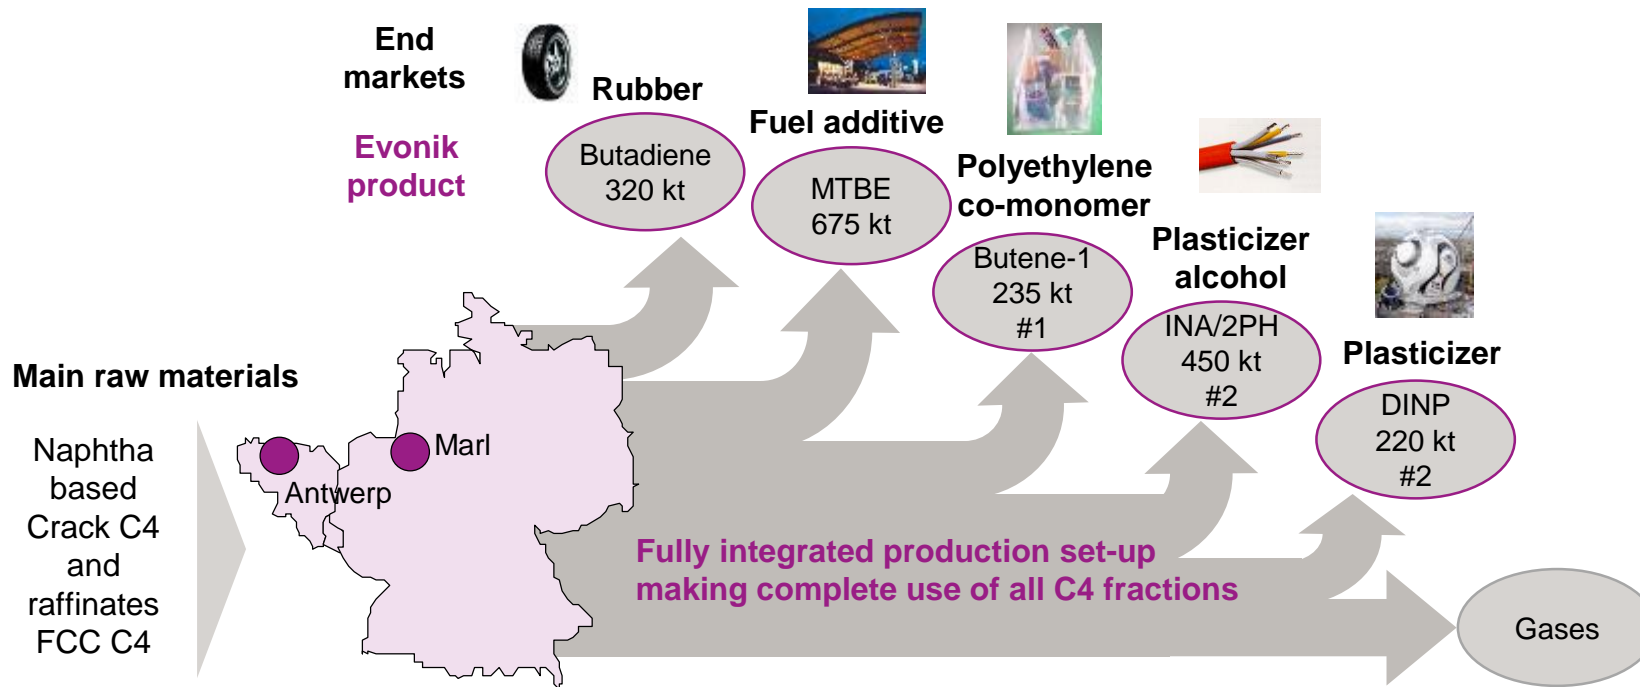 End
markets
Evonik
product
Rubber
Butadiene
320 kt
Fuel additive
MTBE
675 kt
Polyethylene
co-monomer
Butene-1
235 kt
#1
Plasticizer
alcohol
INA/2PH
450 kt
#2
Plasticizer
DINP
220 kt
#2
Main raw materials
Naphtha
based
Crack C4
and
raffinates
FCC C4
Marl
Antwerp
Fully integrated production set-up
making complete use of all C4 fractions
Gases